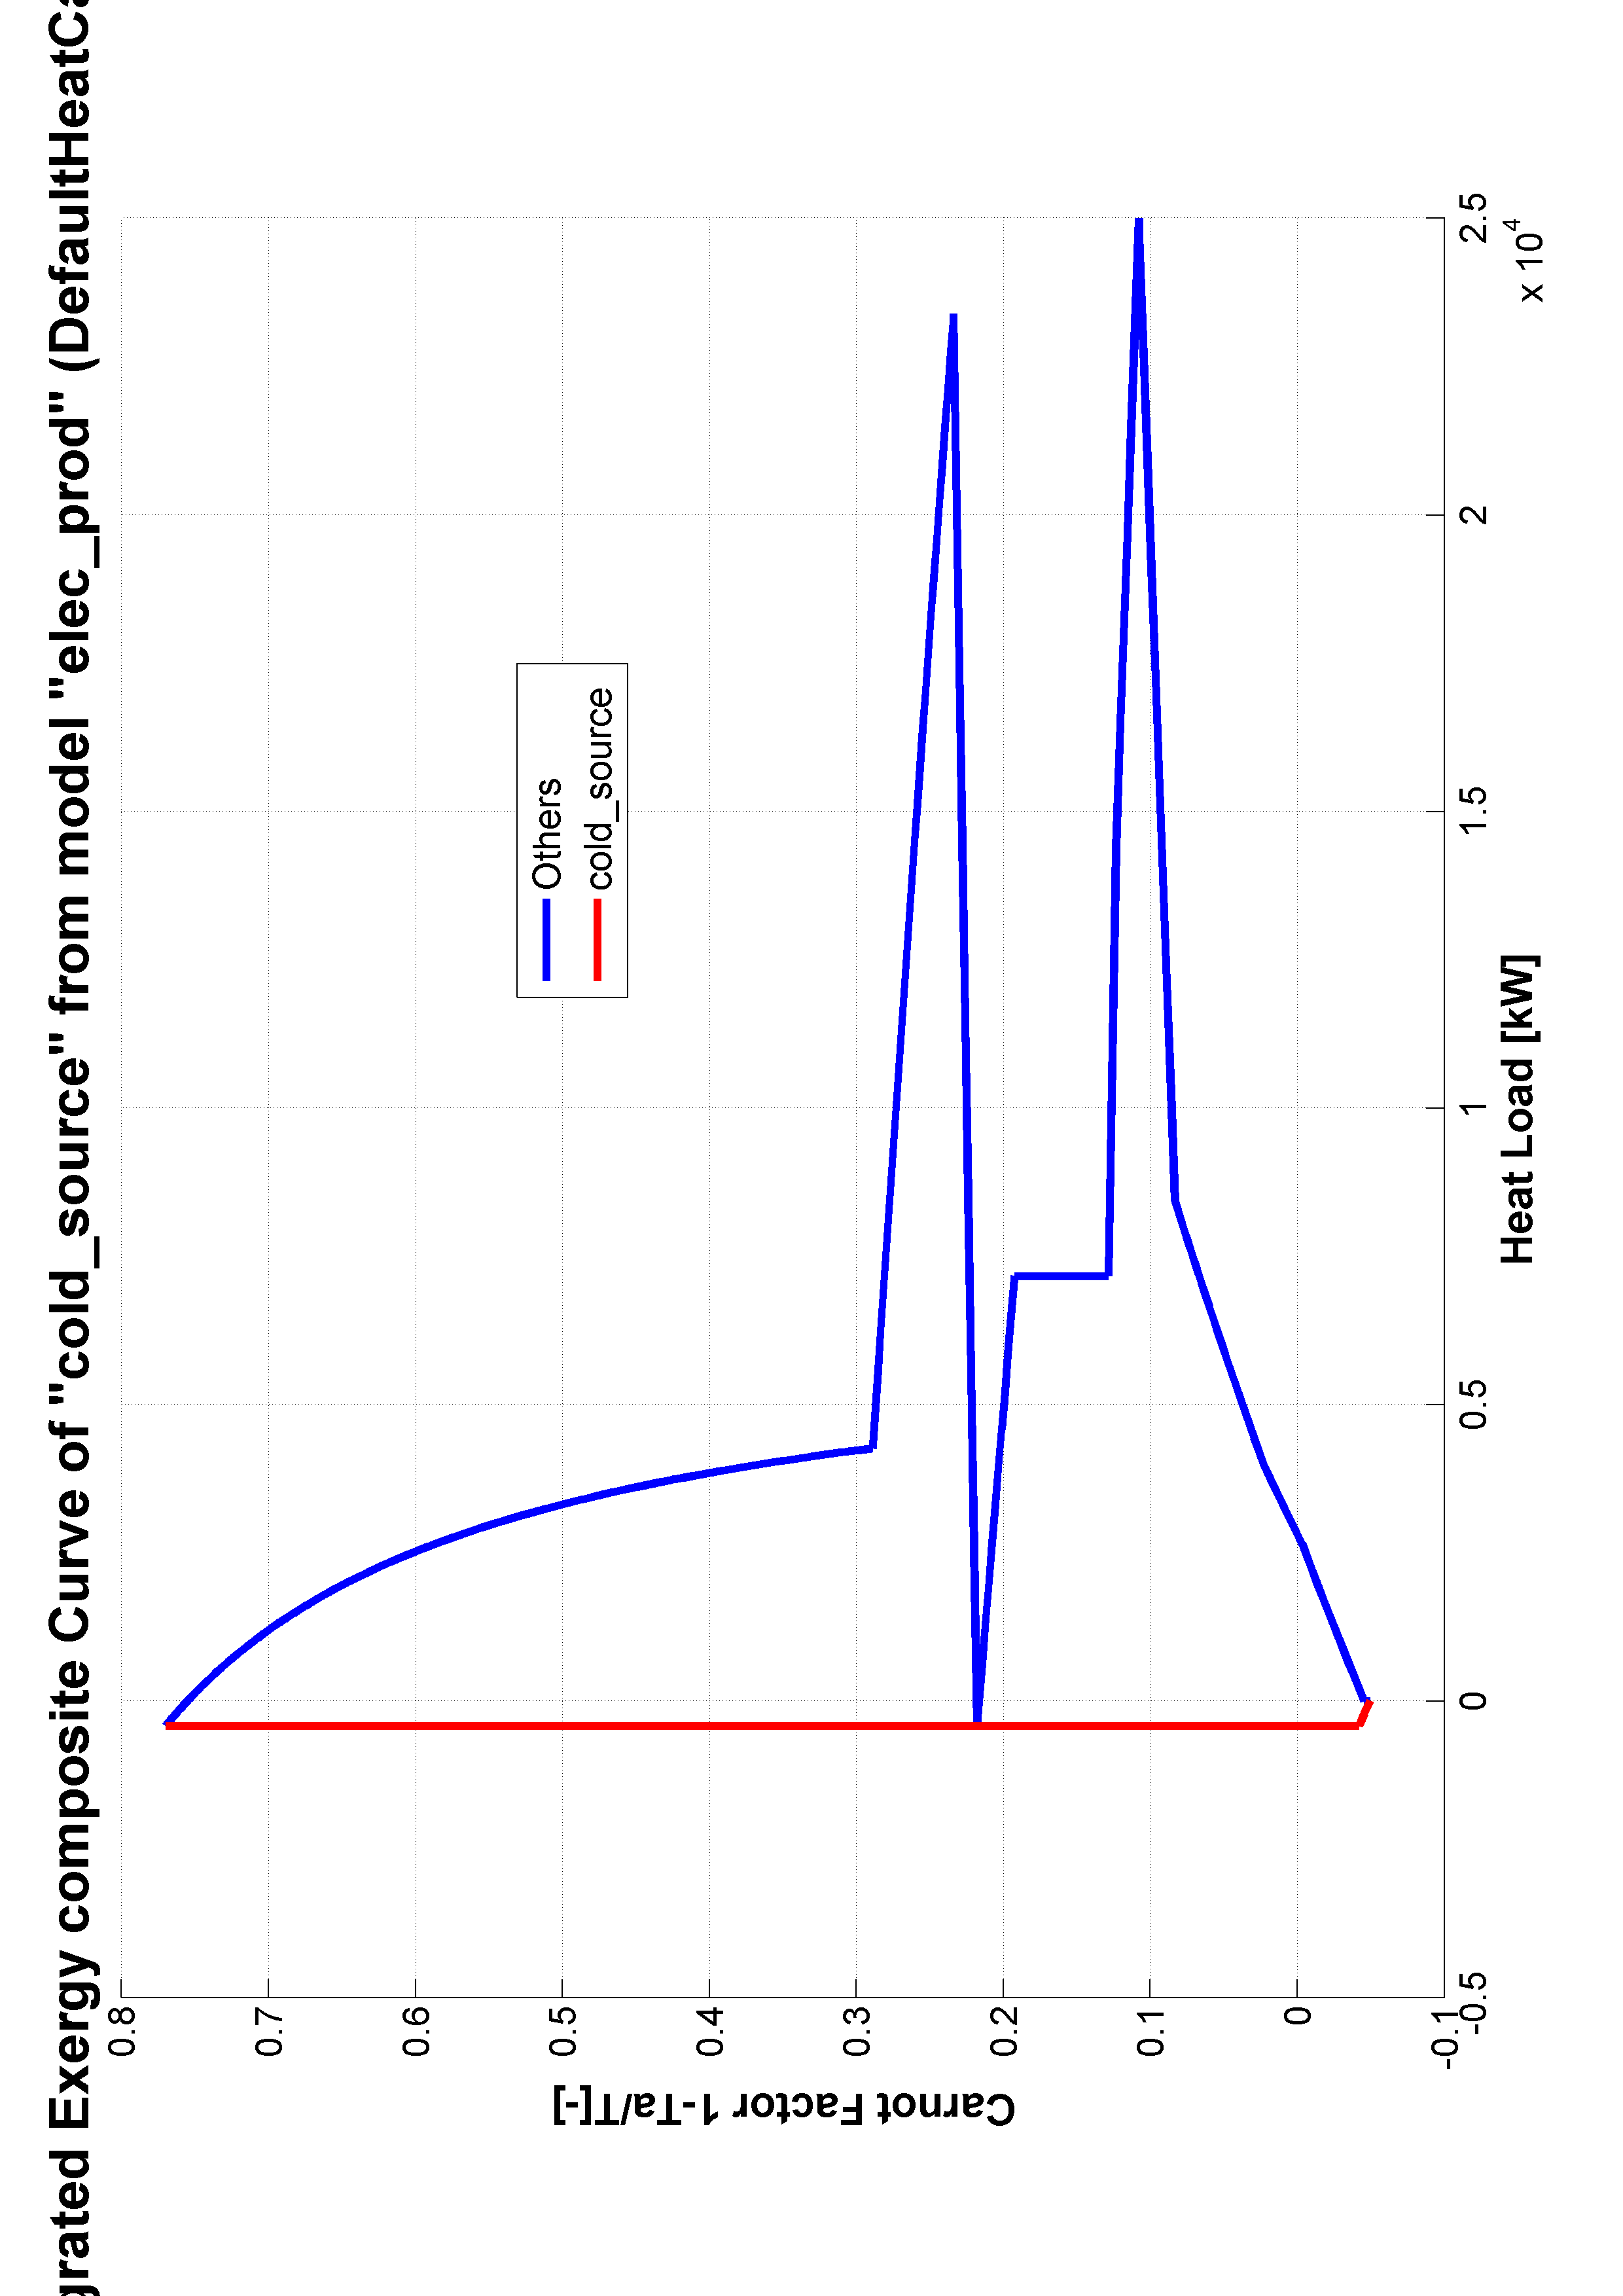 grated Exergy composite Curve of "cold_source" from model "elec_prod" (DefaultHeatCa
0.8
0.7
0.6
0.5
0.4
0.3
0.2
0.1
0
-0.1
Carnot Factor 1-Ta/T[-]
Others
cold_source
-0.5
0
0.5
1
1.5
2
2.5
x 10^4
Heat Load [kW]